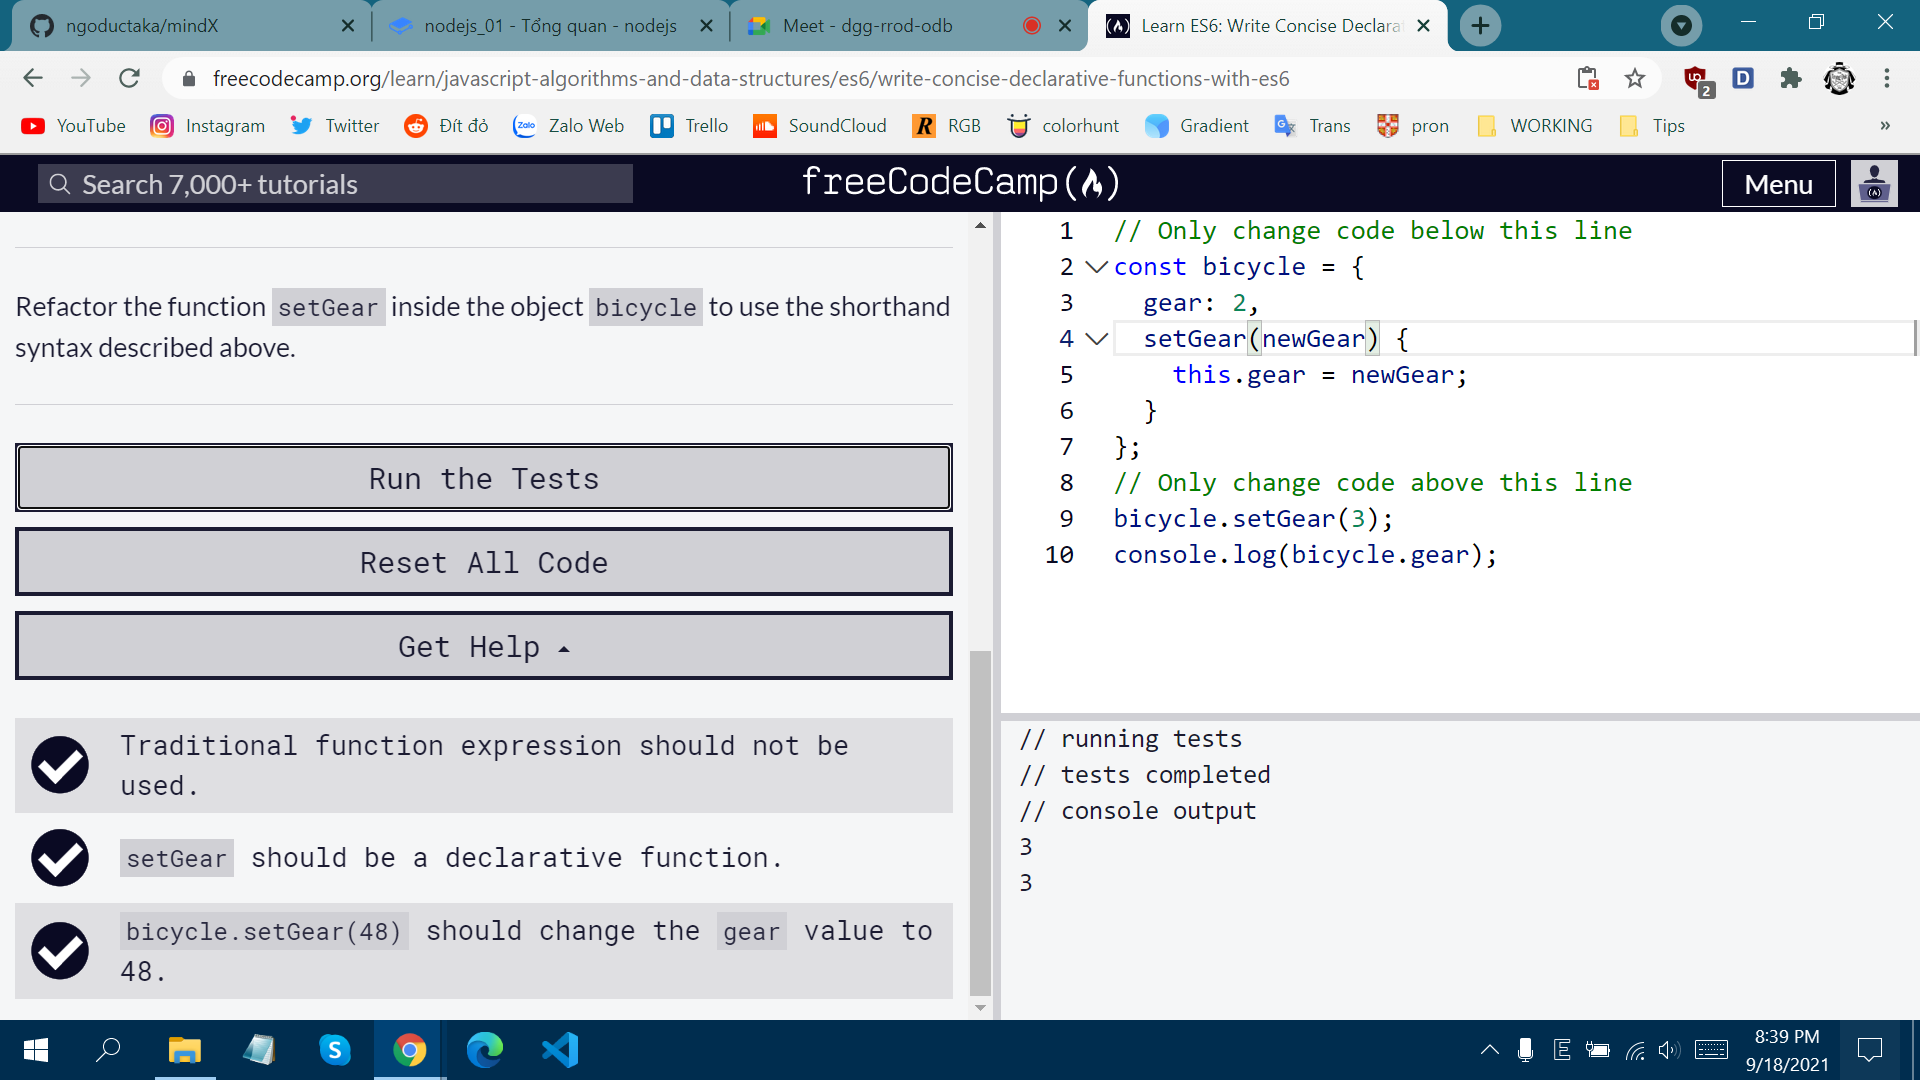 ngoductaka/mindX
nodejs_01 - Tổng quan - nodejs
Meet - dgg-rrod-odb
Learn ES6: Write Concise Declarat
freecodecamp.org/learn/javascript-algorithms-and-data-structures/es6/write-concise-declarative-functions-with-es6
2
YouTube
Instagram
Twitter
Đít đỏ
Zalo Web
Trello
SoundCloud
RGB
colorhunt
Gradient
Trans
pron
WORKING
Tips
»
Search 7,000+ tutorials
freeCodeCamp
Menu
Refactor the function setGear inside the object bicycle to use the shorthand
syntax described above.
Run the Tests
Reset All Code
Get Help
Traditional function expression should not be
used.
setGear should be a declarative function.
bicycle.setGear(48) should change the gear value to
48.
1 // Only change code below this line
2 const bicycle = {
3 gear: 2,
4 setGear(newGear) {
5 this.gear = newGear;
6 }
7 };
8 // Only change code above this line
9 bicycle.setGear(3);
10 console.log(bicycle.gear);
// running tests
// tests completed
// console output
3
3
E
8:39 PM
9/18/2021